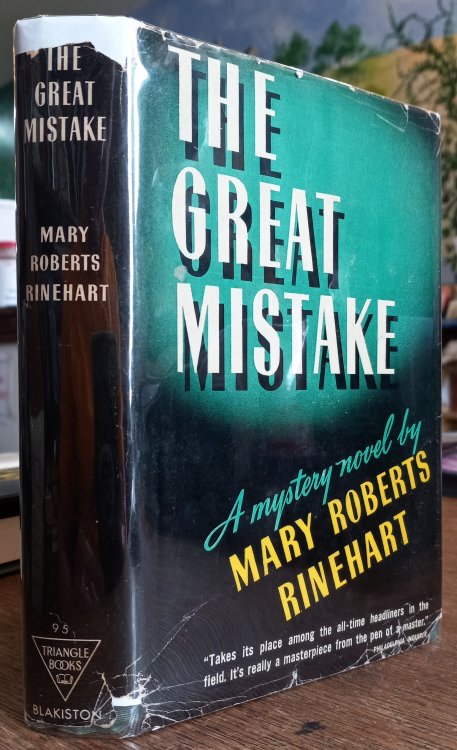 THE
GREAT
MISTAKE
MARY
ROBERTS
RINEHART
95
TRIANGLE
BOOKS
BLAKISTON
THE
GREAT
MISTAKE
A mystery novel by
MARY ROBERTS
RINEHART
"Takes its place among the all-time headliners in the
field. It's really a masterpiece from the pen of a master."
PHILADELPHIA INQUIRER